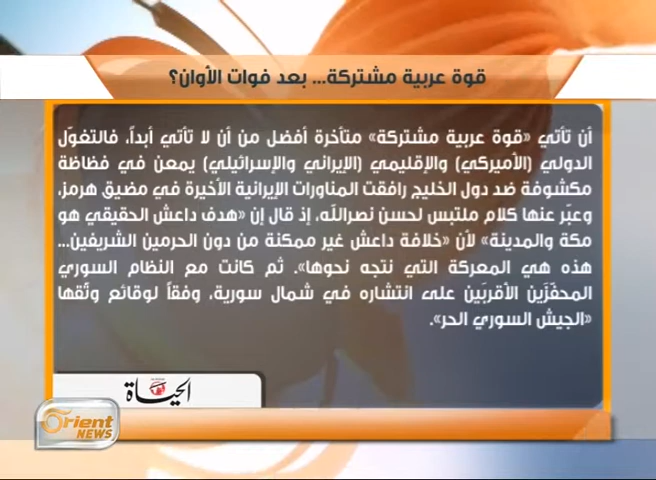 قوة عربية مشتركة... بعد فوات الأوان؟
أن تأتي «قوة عربية مشتركة» متأخرة أفضل من أن لا تأتي أبداً، فالتغوّل
الدولي (الأميركي) والإقليمي (الإيراني والإسرائيلي) يمعن في فظاظة
مكشوفة ضد دول الخليج رافقت المناورات الإيرانية الأخيرة في مضيق هرمز،
وعبّر عنها كلام ملتبس لحسن نصرالله، إذ قال إن «هدف داعش الحقيقي هو
مكة والمدينة» لأن «خلافة داعش غير ممكنة من دون الحرمين الشريفين...
هذه هي المعركة التي نتجه نحوها». ثم كانت مع النظام السوري
المحفّزَين الأقربَين على انتشاره في شمال سورية، وفقاً لوقائع وثّقها
«الجيش السوري الحر».
الحياة
Orient
NEWS